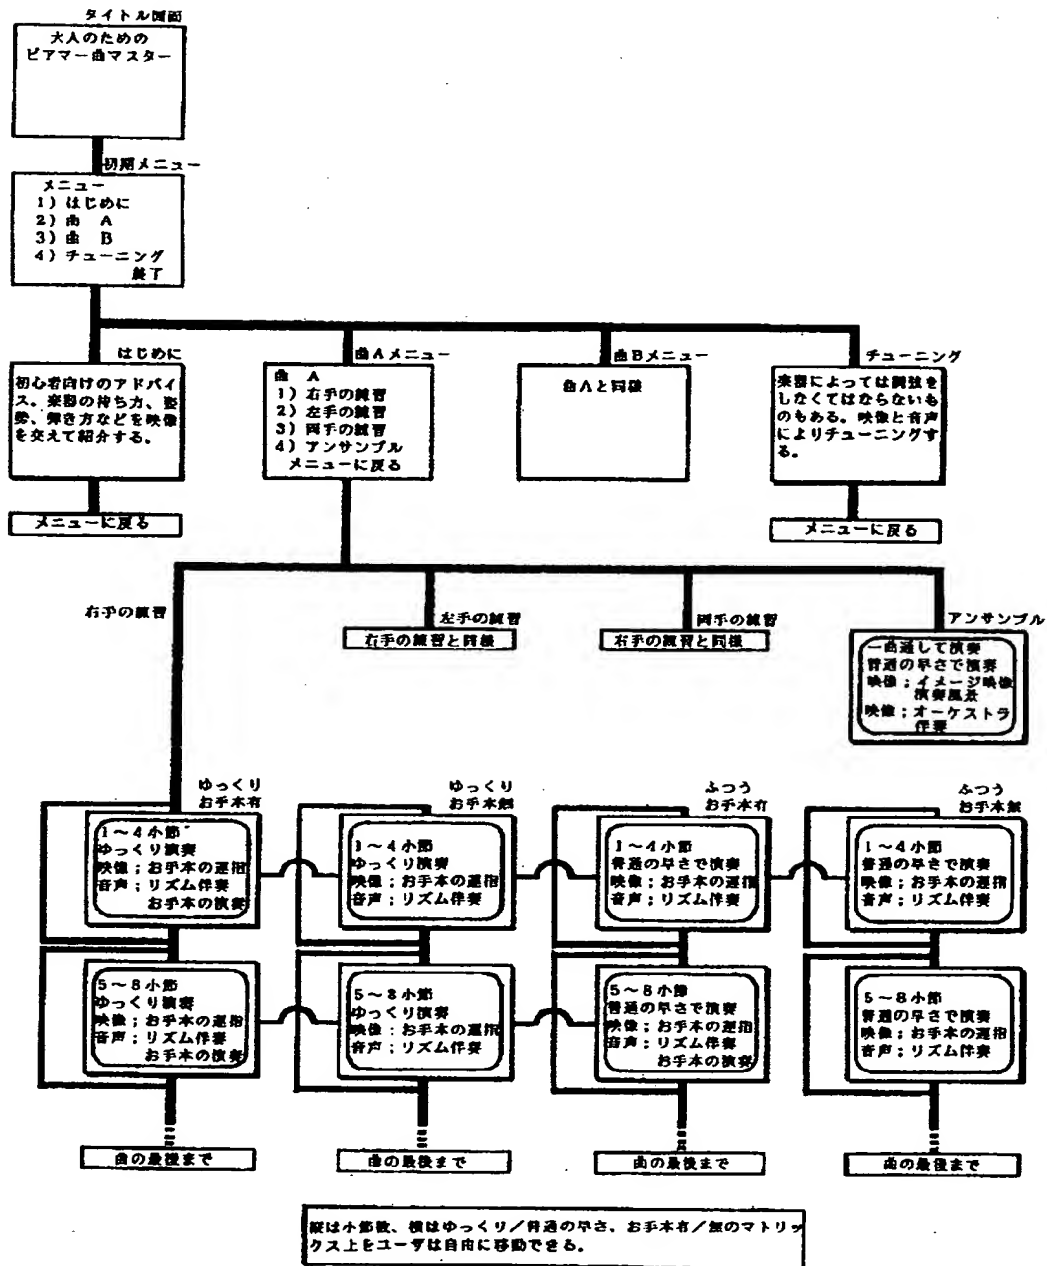 タイトル画面
大人のための
ピアマー曲マスター
初期メニュー
メニュー
1) はじめに
2) 曲 A
3) 曲 B
4) チューニング
終了
はじめに
初心者向けのアドバイ
ス。楽器の持ち方、姿
勢、弾き方などを映像
を交えて紹介する。
メニューに戻る
曲Aメニュー
曲 A
1) 右手の練習
2) 左手の練習
3) 両手の練習
4) アンサンブル
メニューに戻る
曲Bメニュー
曲Aと同様
チューニング
楽器によっては調弦を
しなくてはならないも
のもある。映像と音声
によりチューニングす
る。
メニューに戻る
右手の練習
左手の練習
右手の練習と同様
両手の練習
右手の練習と同様
アンサンブル
一曲通して演奏
普通の早さで演奏
映像；イメージ映像
演奏風景
映像；オーケストラ
伴奏
ゆっくり
お手本有
1～4小節
ゆっくり演奏
映像；お手本の運指
音声；リズム伴奏
お手本の演奏
ゆっくり
お手本無
1～4小節
ゆっくり演奏
映像；お手本の運指
音声；リズム伴奏
ふつう
お手本有
1～4小節
普通の早さで演奏
映像；お手本の運指
音声；リズム伴奏
ふつう
お手本無
1～4小節
普通の早さで演奏
映像；お手本の運指
音声；リズム伴奏
5～8小節
ゆっくり演奏
映像；お手本の運指
音声；リズム伴奏
お手本の演奏
5～8小節
ゆっくり演奏
映像：お手本の運指
音声；リズム伴奏
5～8小節
普通の早さで演奏
映像；お手本の運指
音声；リズム伴奏
お手本の演奏
5～8小節
普通の早さで演奏
映像；お手本の運指
音声；リズム伴奏
曲の最後まで
曲の最後まで
曲の最後まで
曲の最後まで
縦は小節数、横はゆっくり／普通の早さ、お手本有／無のマトリッ
クス上をユーザは自由に移動できる。